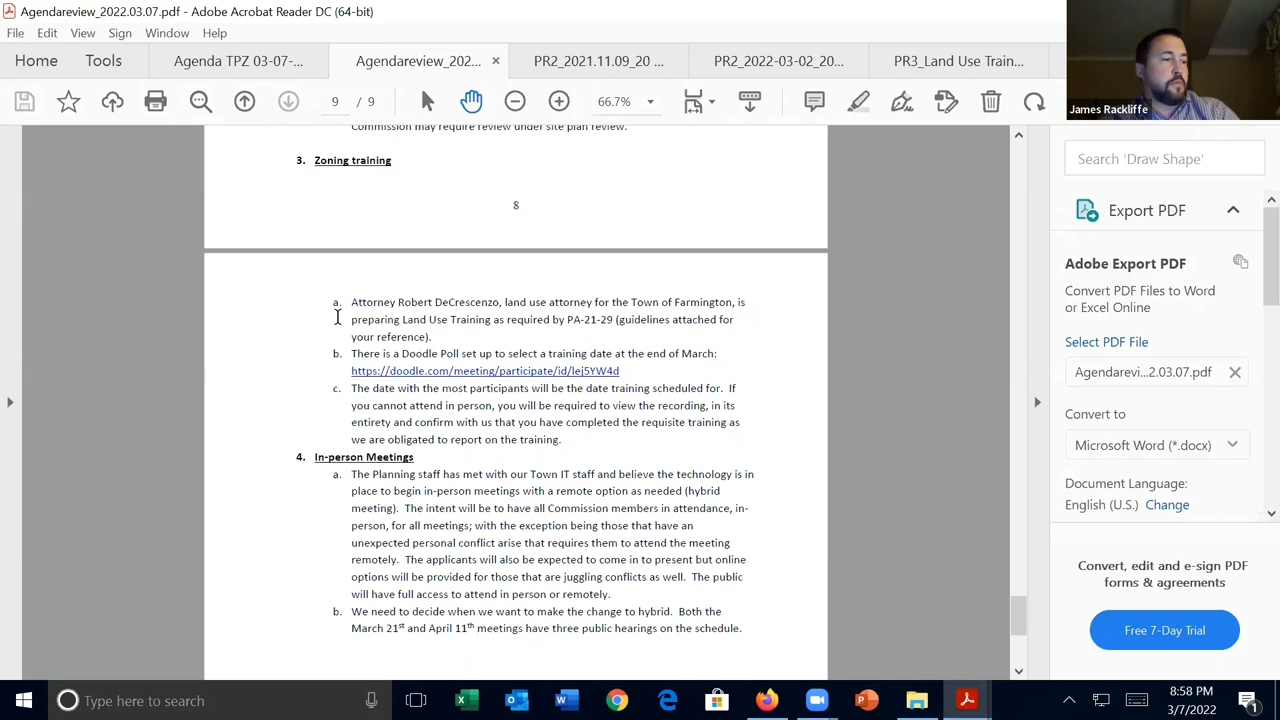 Agendareview_2022.03.07.pdf - Adobe Acrobat Reader DC (64-bit)
File Edit View Sign Window Help
Home Tools Agenda TPZ 03-07-... Agendareview_202... × PR2_2021.11.09_20 ... PR2_2022-03-02_20... PR3_Land Use Train...
9 / 9 66.7%
James Rackliffe
Commission may require review under site plan review.
3. Zoning training
8
a. Attorney Robert DeCrescenzo, land use attorney for the Town of Farmington, is
preparing Land Use Training as required by PA-21-29 (guidelines attached for
your reference).
b. There is a Doodle Poll set up to select a training date at the end of March:
https://doodle.com/meeting/participate/id/lej5YW4d
c. The date with the most participants will be the date training scheduled for. If
you cannot attend in person, you will be required to view the recording, in its
entirety and confirm with us that you have completed the requisite training as
we are obligated to report on the training.
4. In-person Meetings
a. The Planning staff has met with our Town IT staff and believe the technology is in
place to begin in-person meetings with a remote option as needed (hybrid
meeting). The intent will be to have all Commission members in attendance, in-
person, for all meetings; with the exception being those that have an
unexpected personal conflict arise that requires them to attend the meeting
remotely. The applicants will also be expected to come in to present but online
options will be provided for those that are juggling conflicts as well. The public
will have full access to attend in person or remotely.
b. We need to decide when we want to make the change to hybrid. Both the
March 21st and April 11th meetings have three public hearings on the schedule.
Search 'Draw Shape'
Export PDF
Adobe Export PDF
Convert PDF Files to Word
or Excel Online
Select PDF File
Agendarevi...2.03.07.pdf
Convert to
Microsoft Word (*.docx)
Document Language:
English (U.S.) Change
Convert, edit and e-sign PDF
forms & agreements
Free 7-Day Trial
Type here to search
8:58 PM
3/7/2022
1